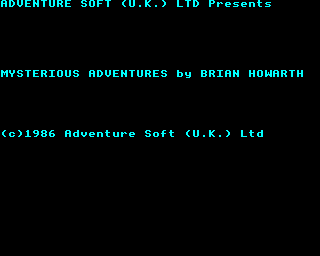 ADVENTURE SOFT (U.K.) LTD Presents
MYSTERIOUS ADVENTURES by BRIAN HOWARTH
(c)1986 Adventure Soft (U.K.) Ltd